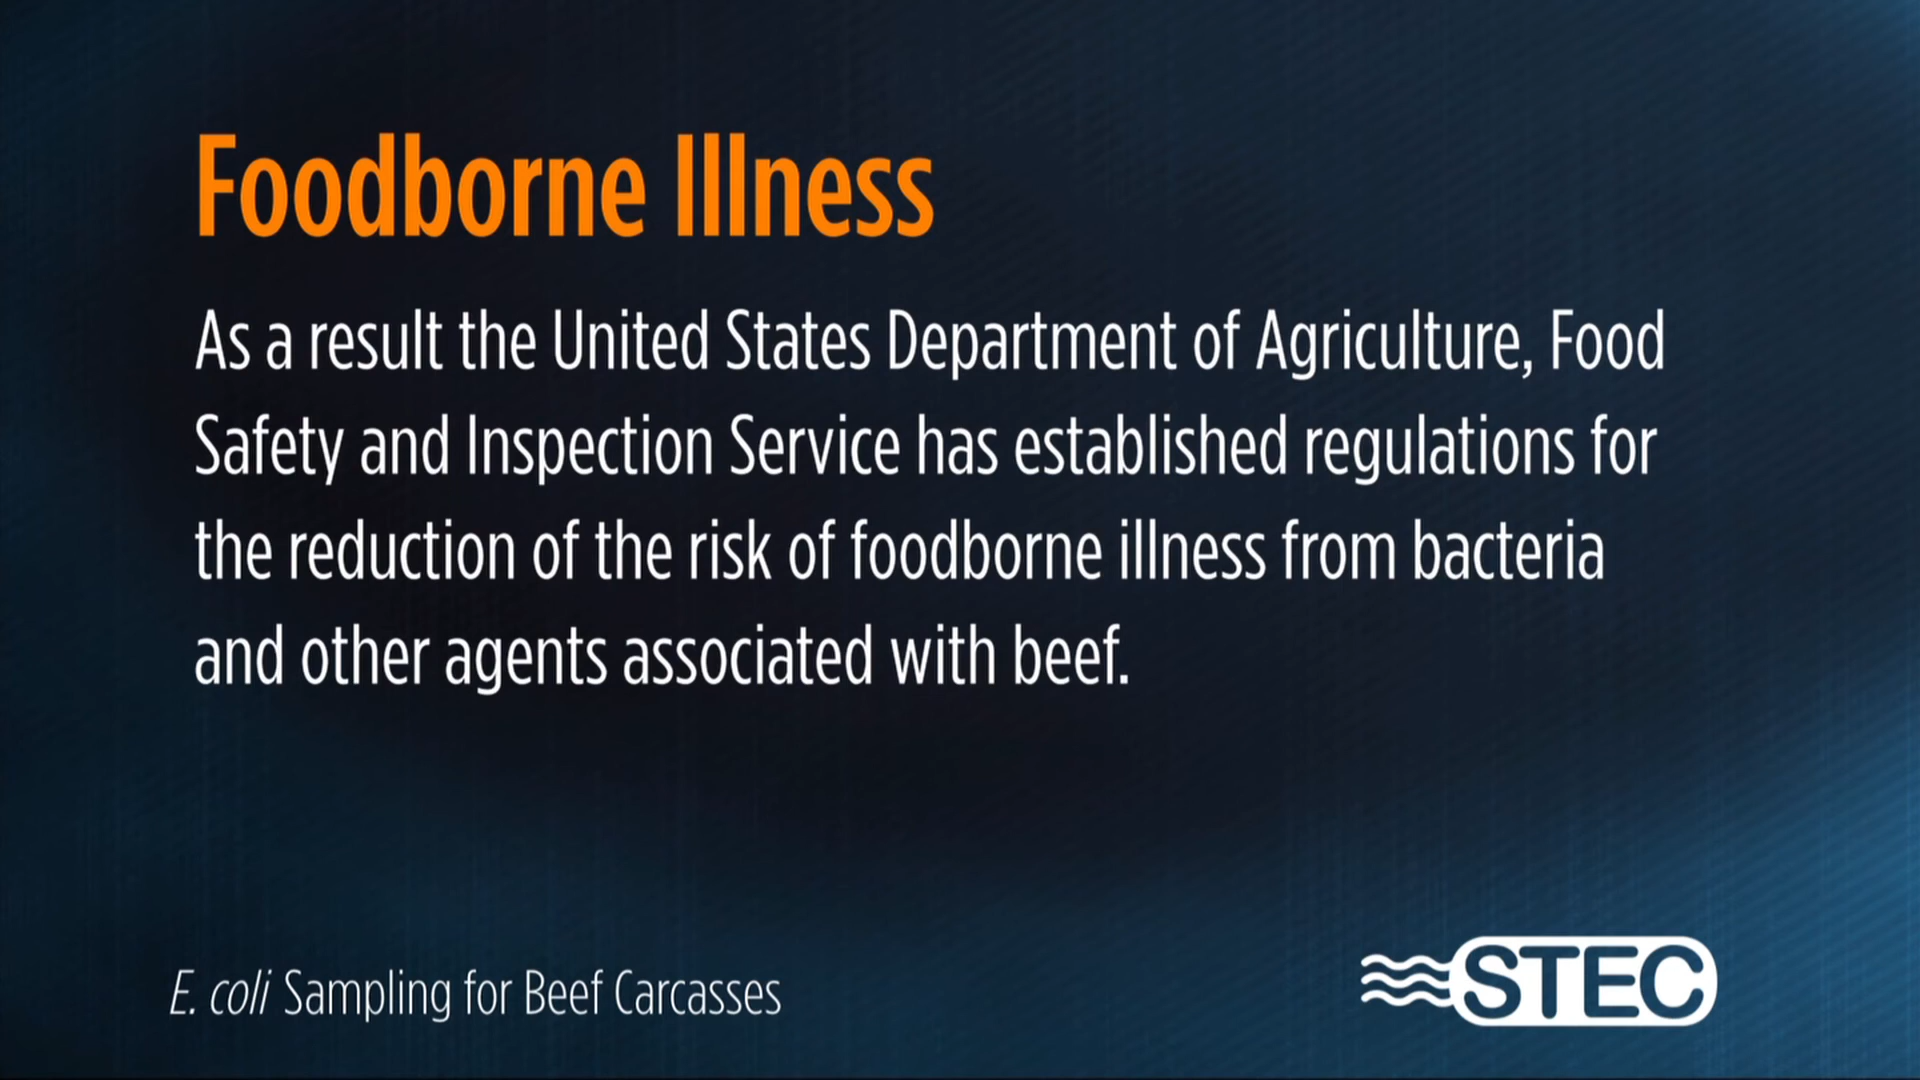 Foodborne Illness
As a result the United States Department of Agriculture, Food
Safety and Inspection Service has established regulations for
the reduction of the risk of foodborne illness from bacteria
and other agents associated with beef.
E. coli Sampling for Beef Carcasses
STEC